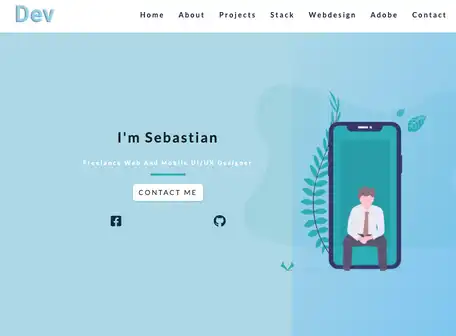 Dev
Home About Projects Stack Webdesign Adobe Contact
I'm Sebastian
Freelance Web And Mobile UI/UX Designer
CONTACT ME